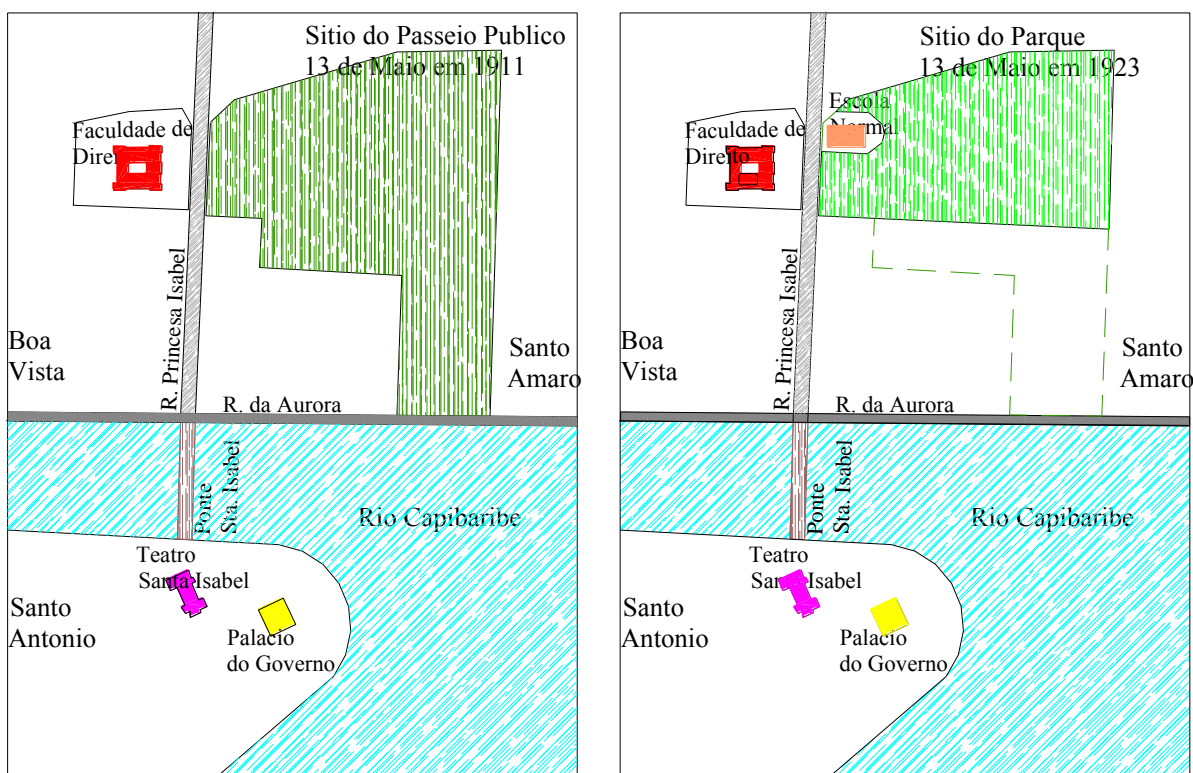 Sitio do Passeio Publico
13 de Maio em 1911
Faculdade de
Direito
R. Princesa Isabel
Boa
Vista
Santo
Amaro
R. da Aurora
Ponte
Sta. Isabel
Rio Capibaribe
Teatro
Santa Isabel
Santo
Antonio
Palacio
do Governo
Sitio do Parque
13 de Maio em 1923
Escola
Normal
Faculdade de
Direito
R. Princesa Isabel
Boa
Vista
Santo
Amaro
R. da Aurora
Ponte
Sta. Isabel
Rio Capibaribe
Teatro
Santa Isabel
Santo
Antonio
Palacio
do Governo